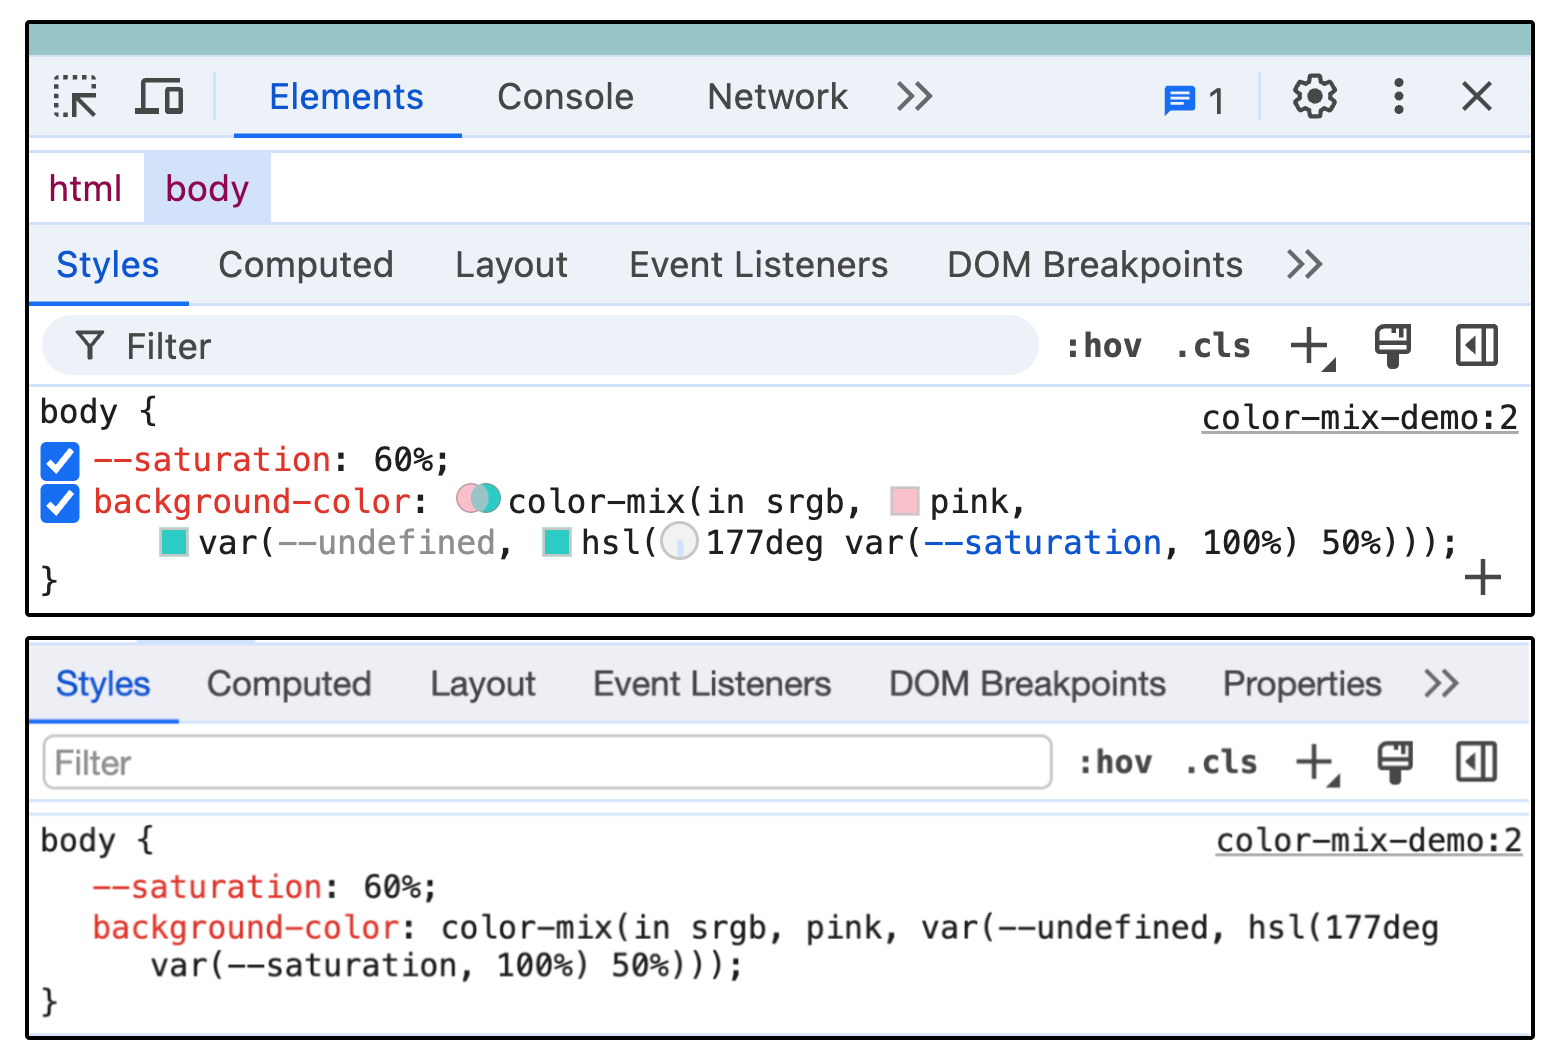 Elements Console Network 1
html body
Styles Computed Layout Event Listeners DOM Breakpoints
Filter :hov .cls
body { color-mix-demo:2
--saturation: 60%;
background-color: color-mix(in srgb, pink,
var(--undefined, hsl(177deg var(--saturation, 100%) 50%)));
}
Styles Computed Layout Event Listeners DOM Breakpoints Properties
Filter :hov .cls
body { color-mix-demo:2
--saturation: 60%;
background-color: color-mix(in srgb, pink, var(--undefined, hsl(177deg
var(--saturation, 100%) 50%)));
}